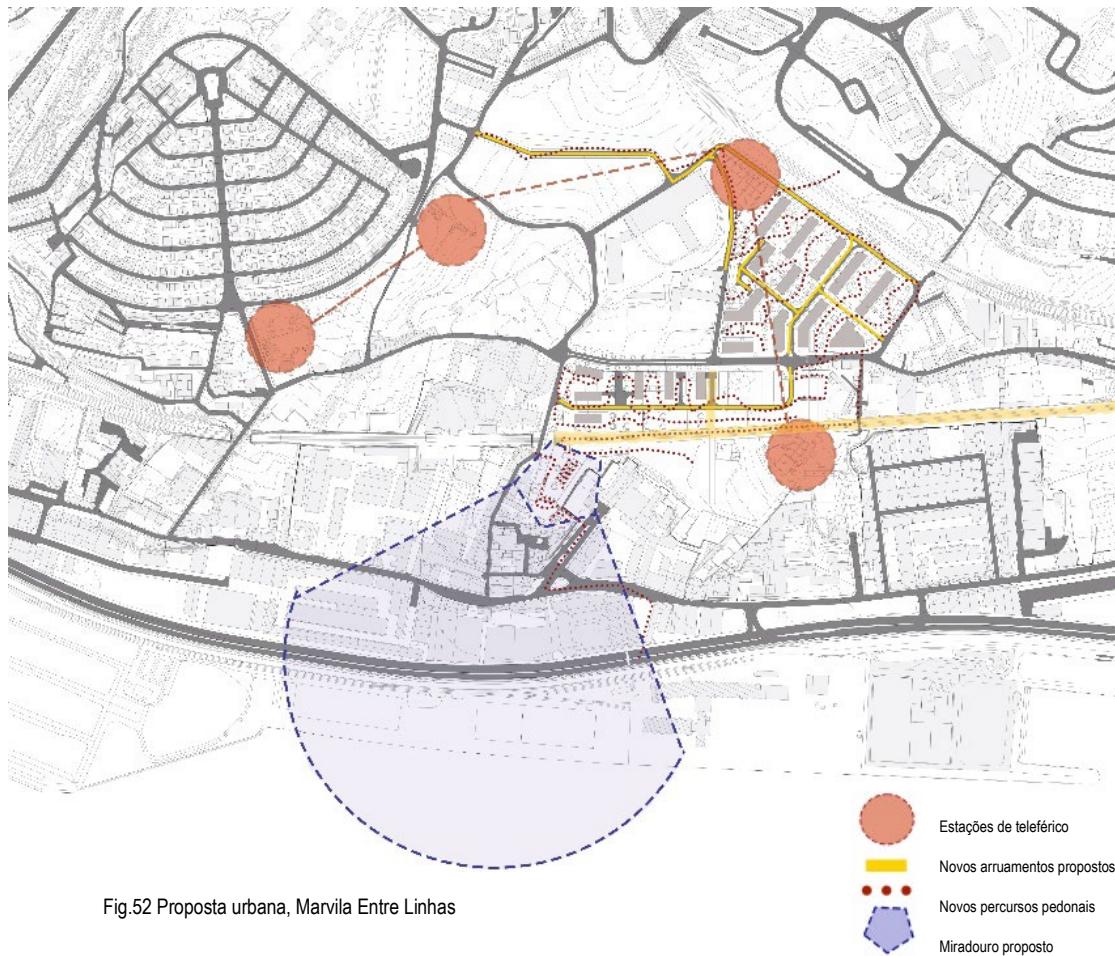 Estações de teleférico
Novos arruamentos propostos
Novos percursos pedonais
Fig.52 Proposta urbana, Marvila Entre Linhas
Miradouro proposto